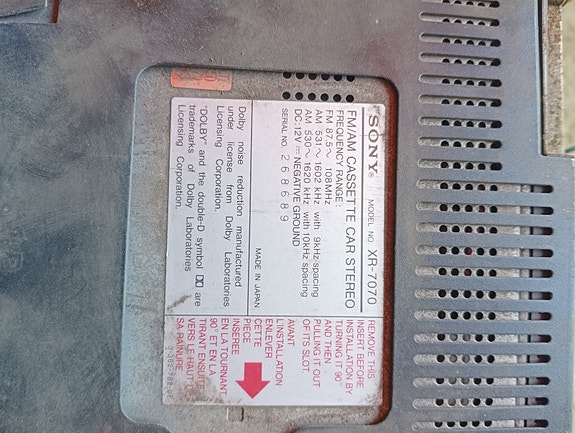 SONY® MODEL NO. XR-7070
FM/AM CASSETTE CAR STEREO
FREQUENCY RANGE:
FM 87.5~ 108MHz
AM 531~ 1602 kHz with 9kHz spacing
AM 530~ 1620 kHz with 10kHz spacing
DC:12V ⎓ NEGATIVE GROUND
SERIAL NO. 268689
MADE IN JAPAN
Dolby noise reduction manufactured
under license from Dolby Laboratories
Licensing Corporation.
"DOLBY" and the double-D symbol are
trademarks of Dolby Laboratories
Licensing Corporation.
REMOVE THIS
INSERT BEFORE
INSTALLATION BY
TURNING IT 90°
AND THEN
PULLING IT OUT
OF ITS SLOT
AVANT
L'INSTALLATION
ENLEVER
CETTE
PIECE
INSEREE
EN LA TOURNANT
90° ET EN LA
TIRANT ENSUITE
VERS LE HAUT DE
SA RAINURE